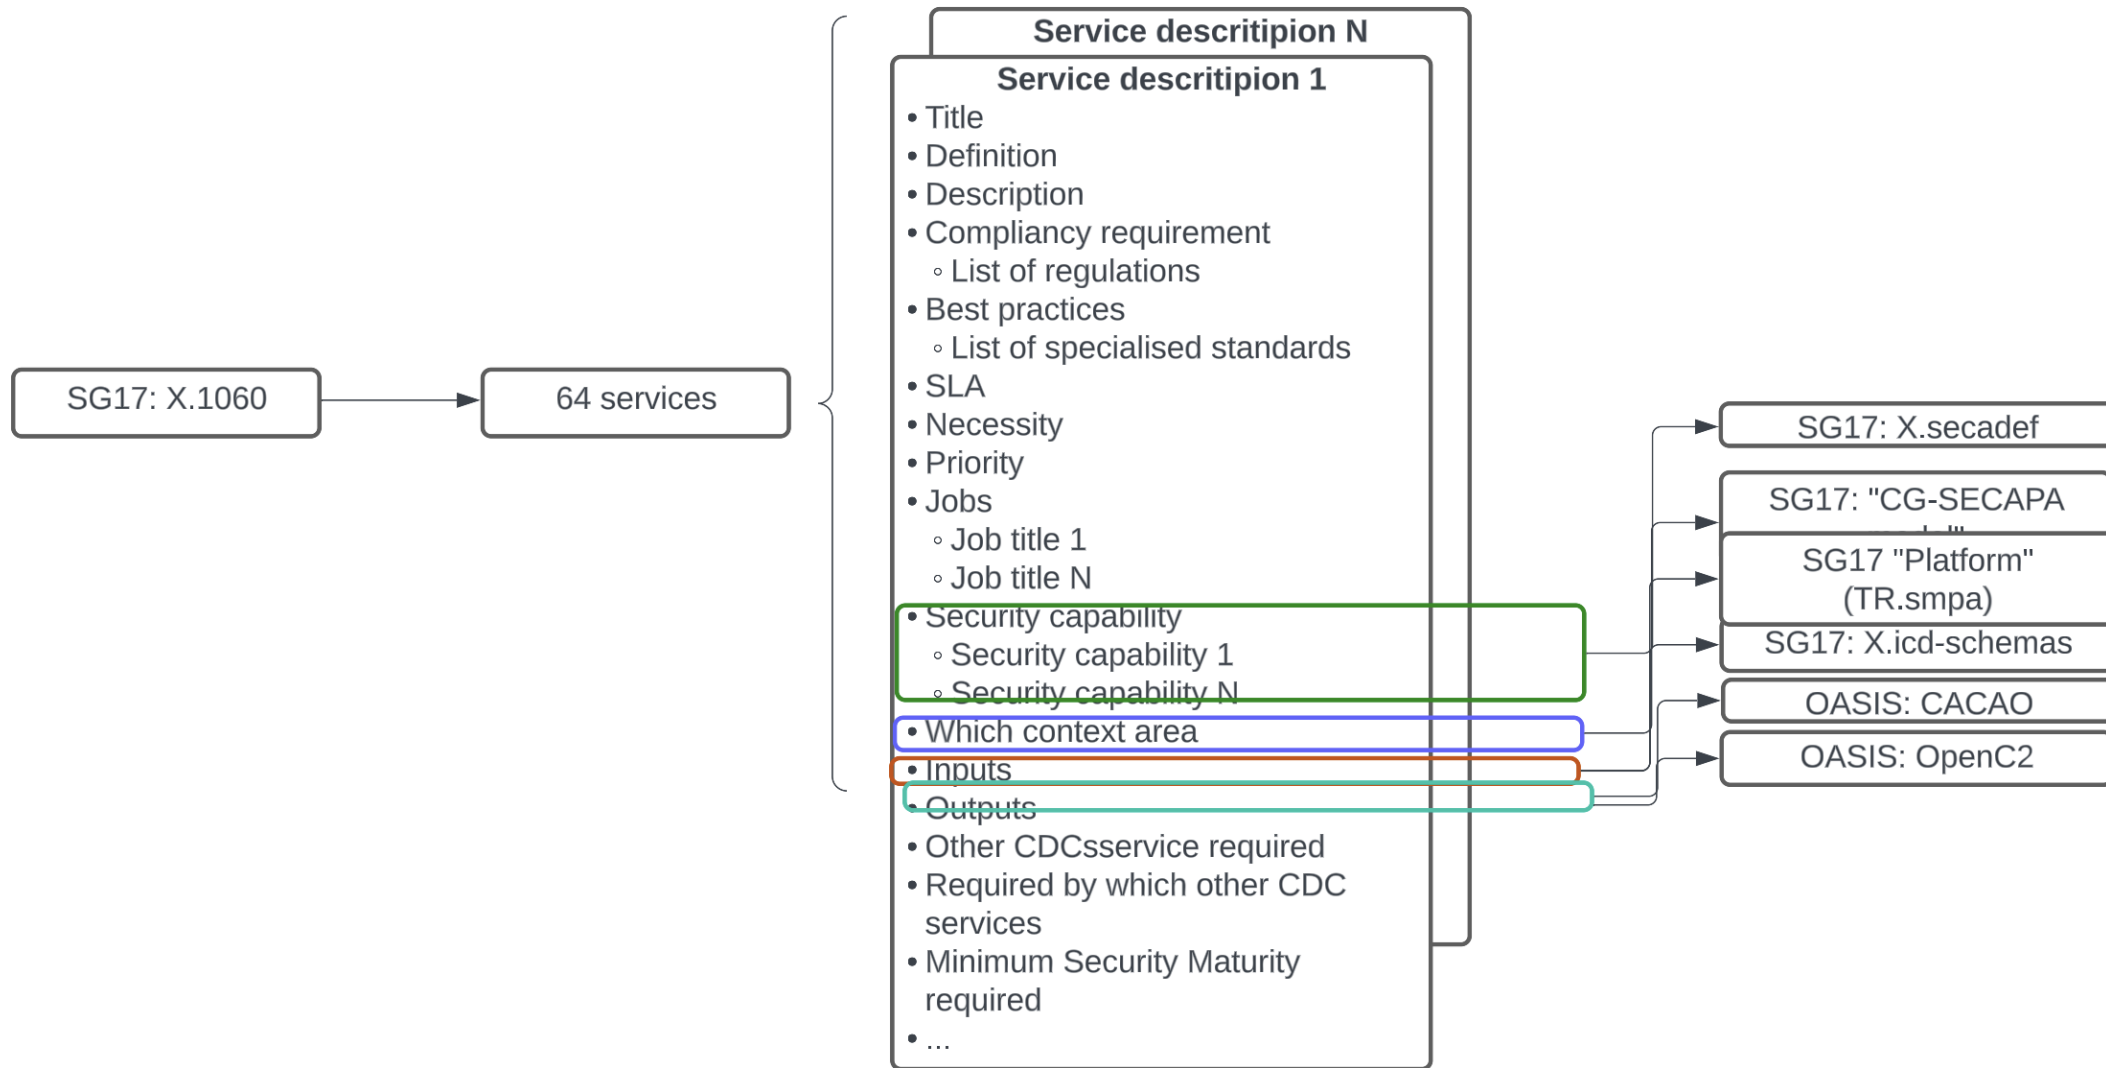 Service descritipion N
Service descritipion 1
• Title
• Definition
• Description
• Compliancy requirement
◦ List of regulations
• Best practices
◦ List of specialised standards
• SLA
• Necessity
• Priority
• Jobs
◦ Job title 1
◦ Job title N
• Security capability
◦ Security capability 1
◦ Security capability N
• Which context area
• Inputs
• Outputs
• Other CDCsservice required
• Required by which other CDC
services
• Minimum Security Maturity
required
• ...
SG17: X.1060
64 services
SG17: X.secadef
SG17: "CG-SECAPA
model"
SG17 "Platform"
(TR.smpa)
SG17: X.icd-schemas
OASIS: CACAO
OASIS: OpenC2